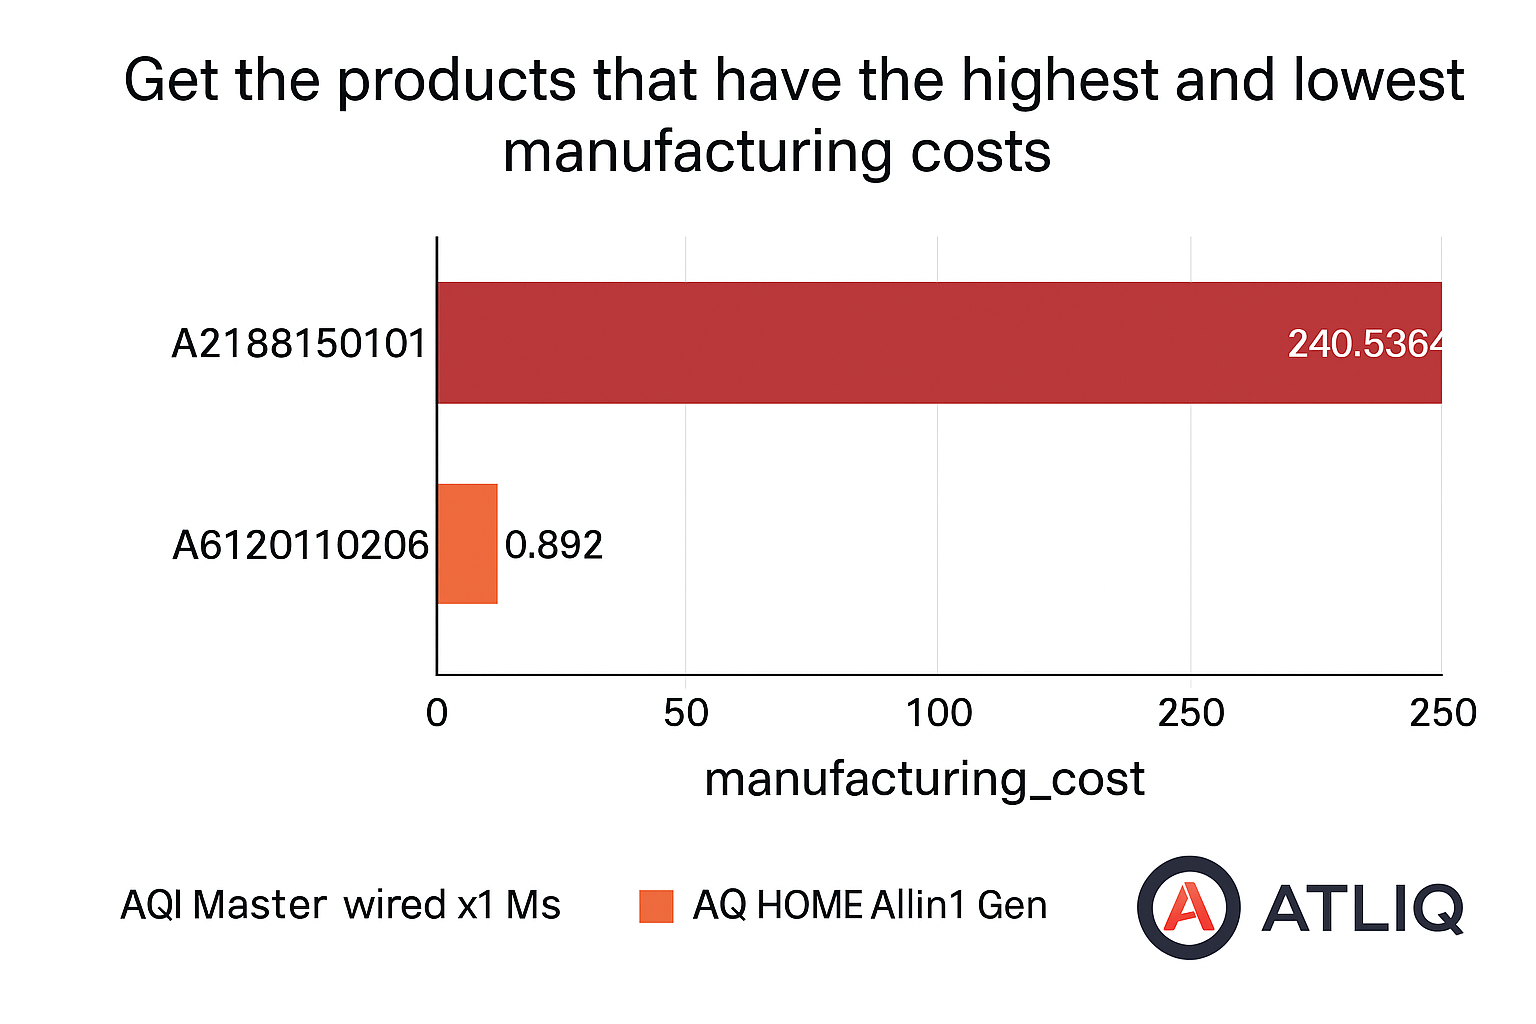 Get the products that have the highest and lowest
manufacturing costs
A2188150101
240.5364
A6120110206
0.892
0 50 100 250 250
manufacturing_cost
AQI Master wired x1 Ms
AQ HOME Allin1 Gen
ATLIQ